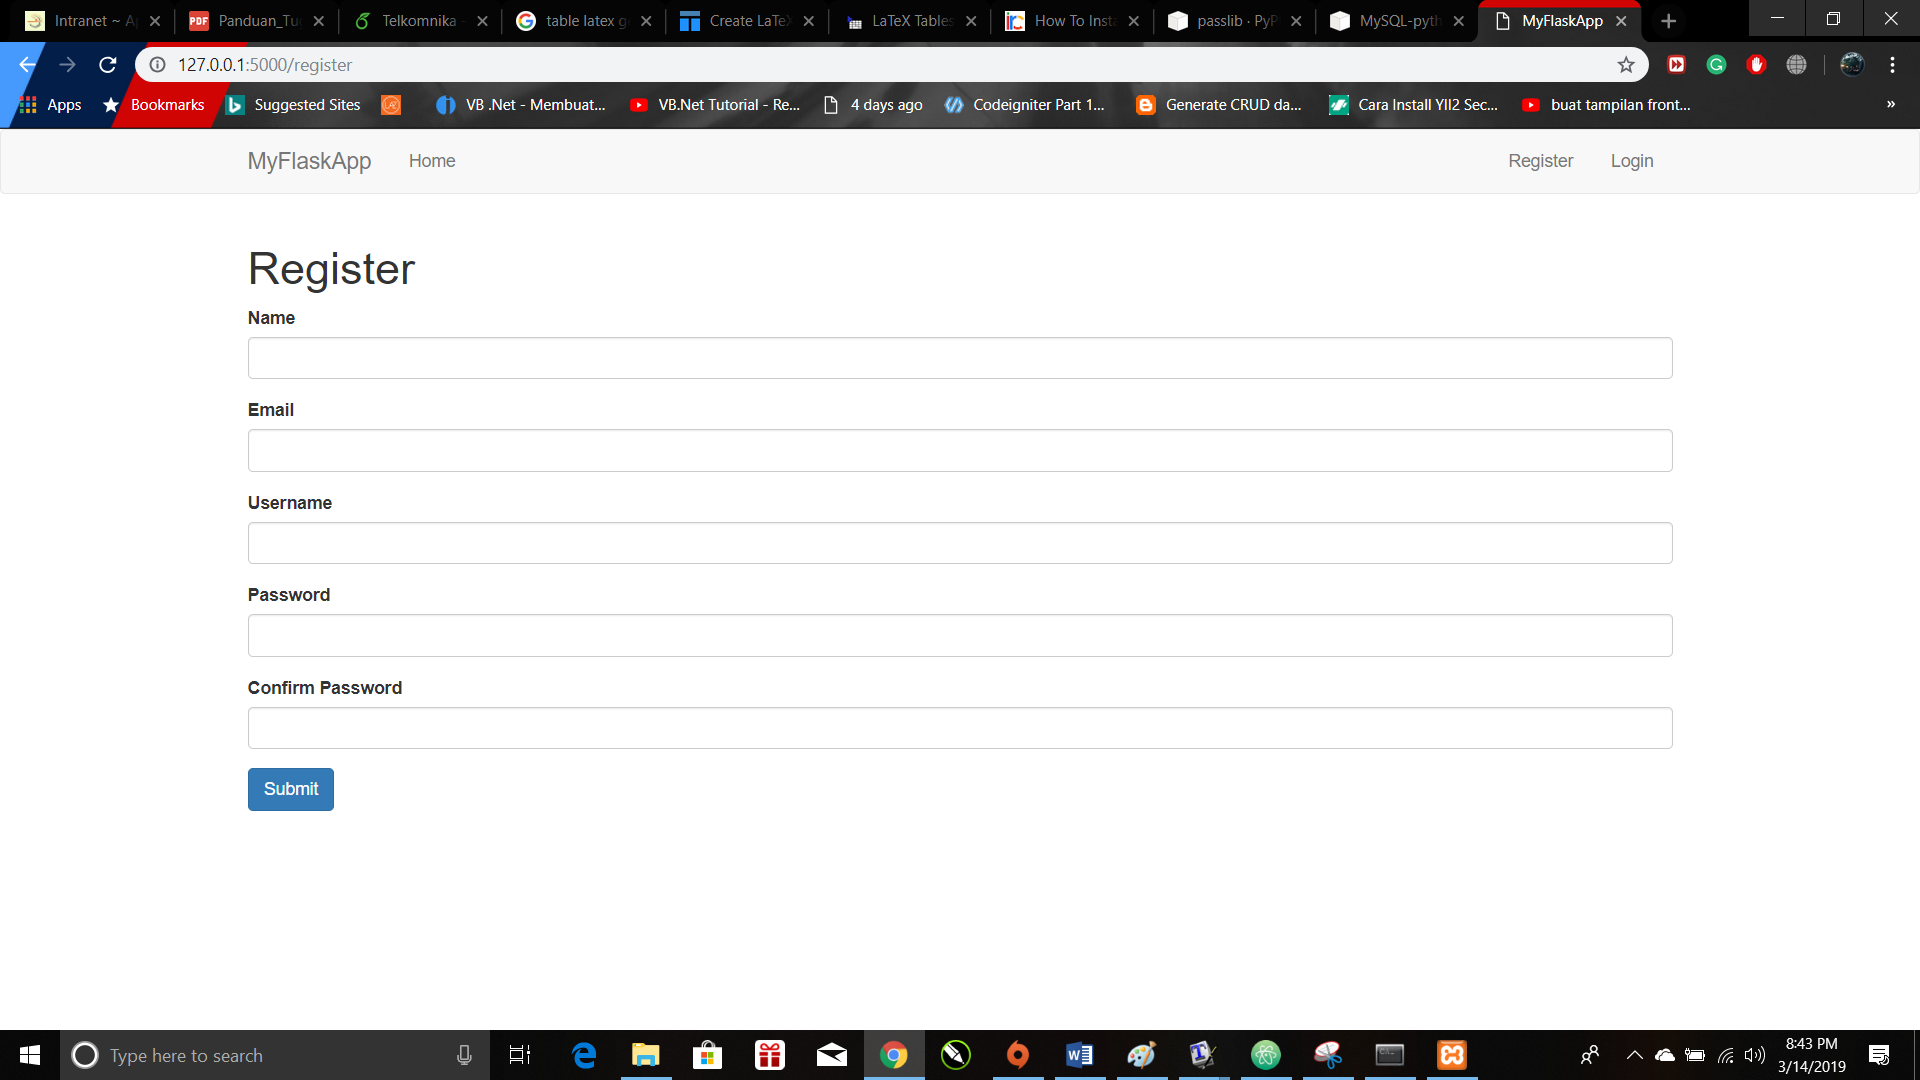 Intranet ~ A
Panduan_Tu
Telkomnika -
table latex g
Create LaTeX
LaTeX Tables
How To Insta
passlib · PyP
MySQL-pyth
MyFlaskApp
127.0.0.1:5000/register
Apps
Bookmarks
Suggested Sites
VB .Net - Membuat...
VB.Net Tutorial - Re...
4 days ago
Codeigniter Part 1...
Generate CRUD da...
Cara Install YII2 Sec...
buat tampilan front...
»
MyFlaskApp
Home
Register
Login
Register
Name
Email
Username
Password
Confirm Password
Submit
Type here to search
8:43 PM
3/14/2019